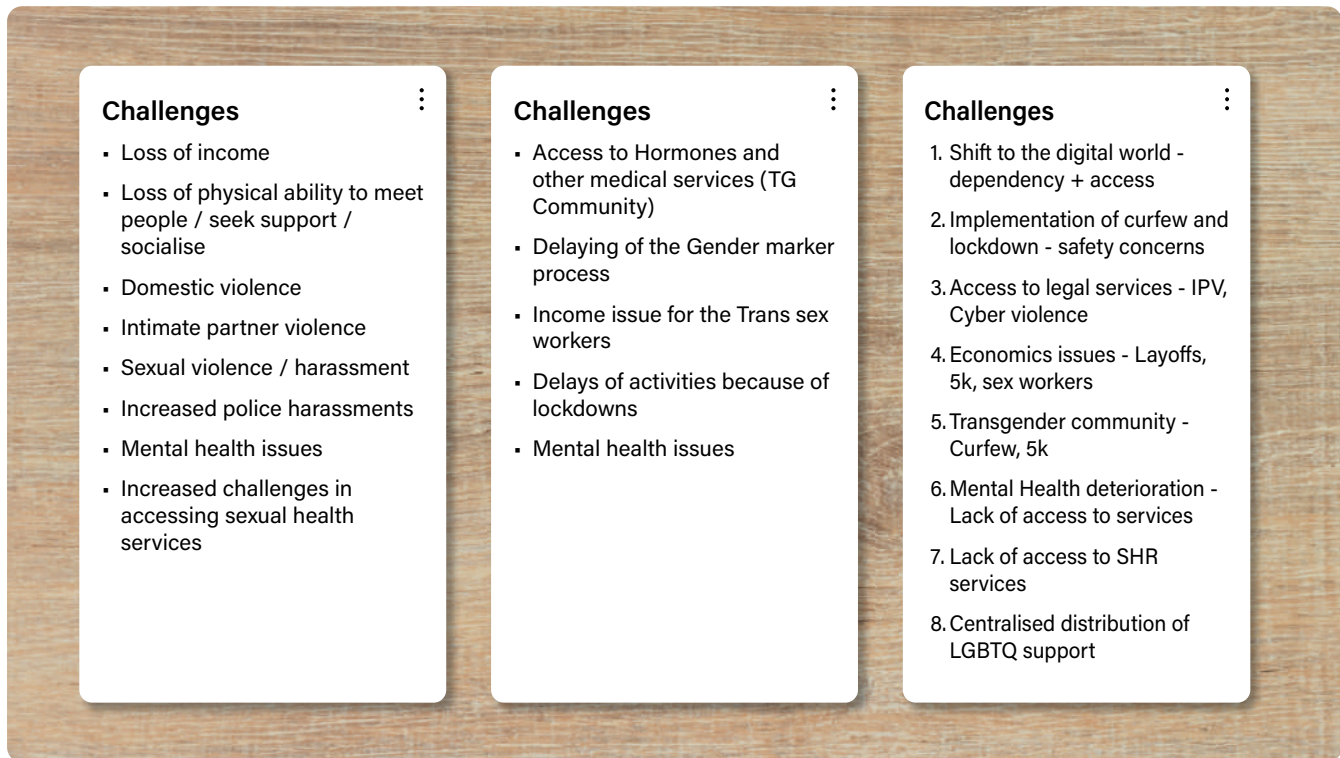 Challenges
▪ Loss of income
▪ Loss of physical ability to meet
people / seek support /
socialise
▪ Domestic violence
▪ Intimate partner violence
▪ Sexual violence / harassment
▪ Increased police harassments
▪ Mental health issues
▪ Increased challenges in
accessing sexual health
services
Challenges
▪ Access to Hormones and
other medical services (TG
Community)
▪ Delaying of the Gender marker
process
▪ Income issue for the Trans sex
workers
▪ Delays of activities because of
lockdowns
▪ Mental health issues
Challenges
1. Shift to the digital world -
dependency + access
2. Implementation of curfew and
lockdown - safety concerns
3. Access to legal services - IPV,
Cyber violence
4. Economics issues - Layoffs,
5k, sex workers
5. Transgender community -
Curfew, 5k
6. Mental Health deterioration -
Lack of access to services
7. Lack of access to SHR
services
8. Centralised distribution of
LGBTQ support